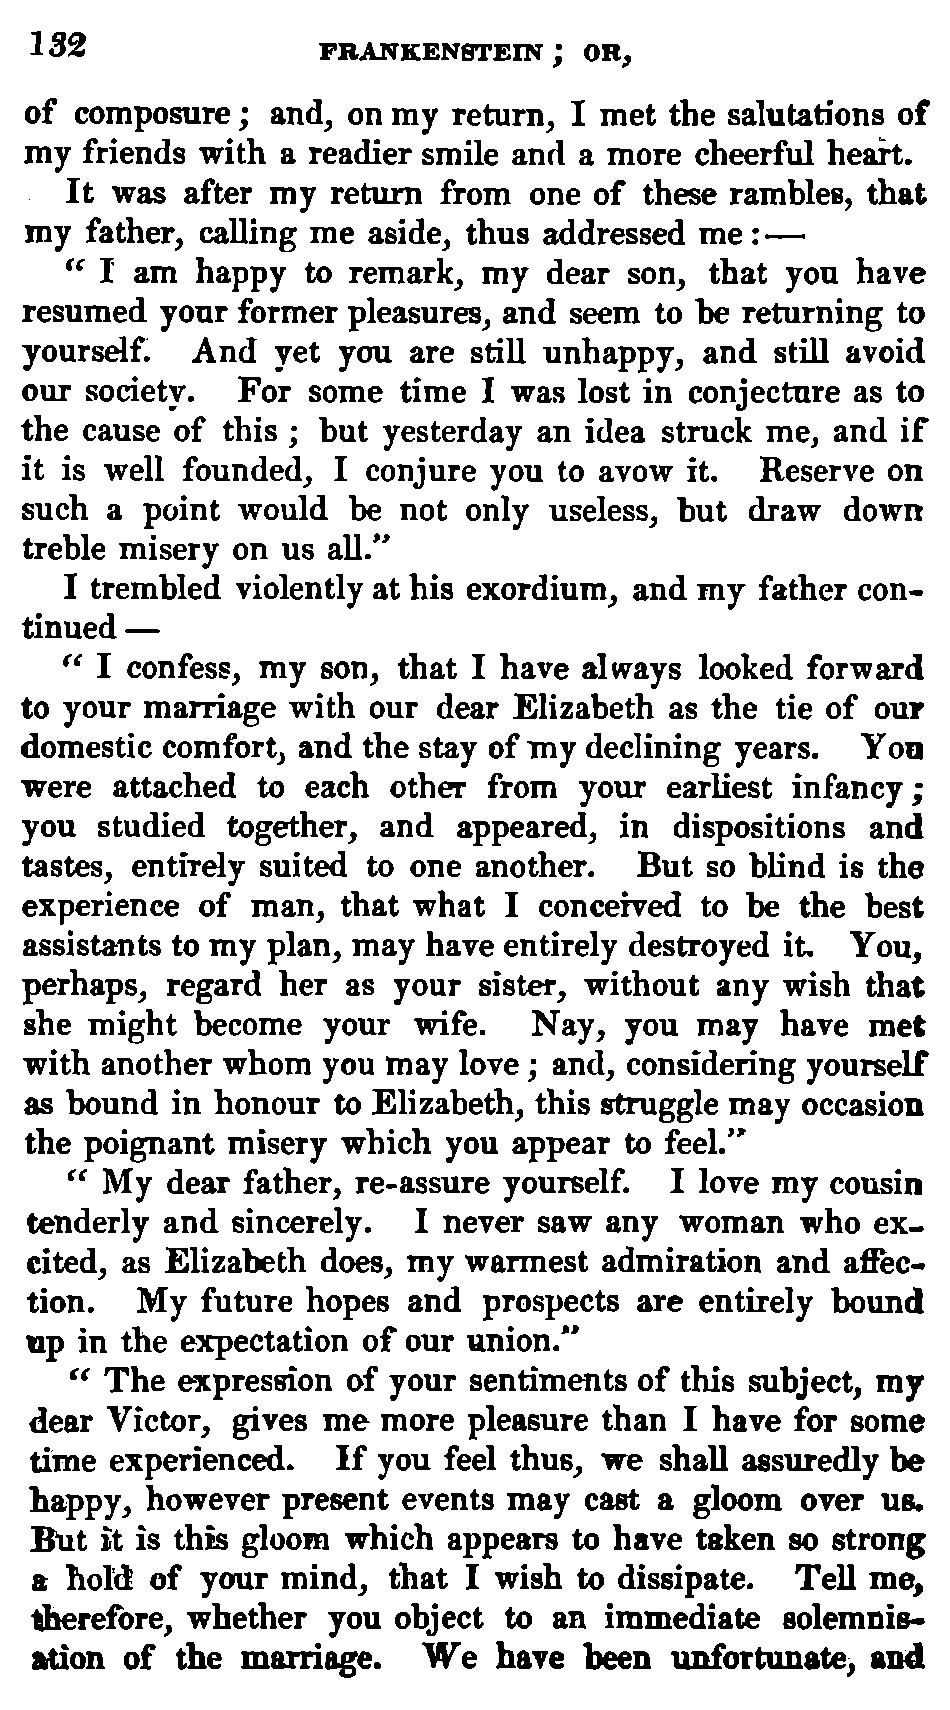 132 FRANKENSTEIN ; OR,
of composure ; and, on my return, I met the salutations of
my friends with a readier smile and a more cheerful heart.
It was after my return from one of these rambles, that
my father, calling me aside, thus addressed me :—
“ I am happy to remark, my dear son, that you have
resumed your former pleasures, and seem to be returning to
yourself. And yet you are still unhappy, and still avoid
our society. For some time I was lost in conjecture as to
the cause of this ; but yesterday an idea struck me, and if
it is well founded, I conjure you to avow it. Reserve on
such a point would be not only useless, but draw down
treble misery on us all.”
I trembled violently at his exordium, and my father con-
tinued —
“ I confess, my son, that I have always looked forward
to your marriage with our dear Elizabeth as the tie of our
domestic comfort, and the stay of my declining years. You
were attached to each other from your earliest infancy ;
you studied together, and appeared, in dispositions and
tastes, entirely suited to one another. But so blind is the
experience of man, that what I conceived to be the best
assistants to my plan, may have entirely destroyed it. You,
perhaps, regard her as your sister, without any wish that
she might become your wife. Nay, you may have met
with another whom you may love ; and, considering yourself
as bound in honour to Elizabeth, this struggle may occasion
the poignant misery which you appear to feel.”
“ My dear father, re-assure yourself. I love my cousin
tenderly and sincerely. I never saw any woman who ex-
cited, as Elizabeth does, my warmest admiration and affec-
tion. My future hopes and prospects are entirely bound
up in the expectation of our union.”
“ The expression of your sentiments of this subject, my
dear Victor, gives me more pleasure than I have for some
time experienced. If you feel thus, we shall assuredly be
happy, however present events may cast a gloom over us.
But it is this gloom which appears to have taken so strong
a hold of your mind, that I wish to dissipate. Tell me,
therefore, whether you object to an immediate solemnis-
ation of the marriage. We have been unfortunate, and